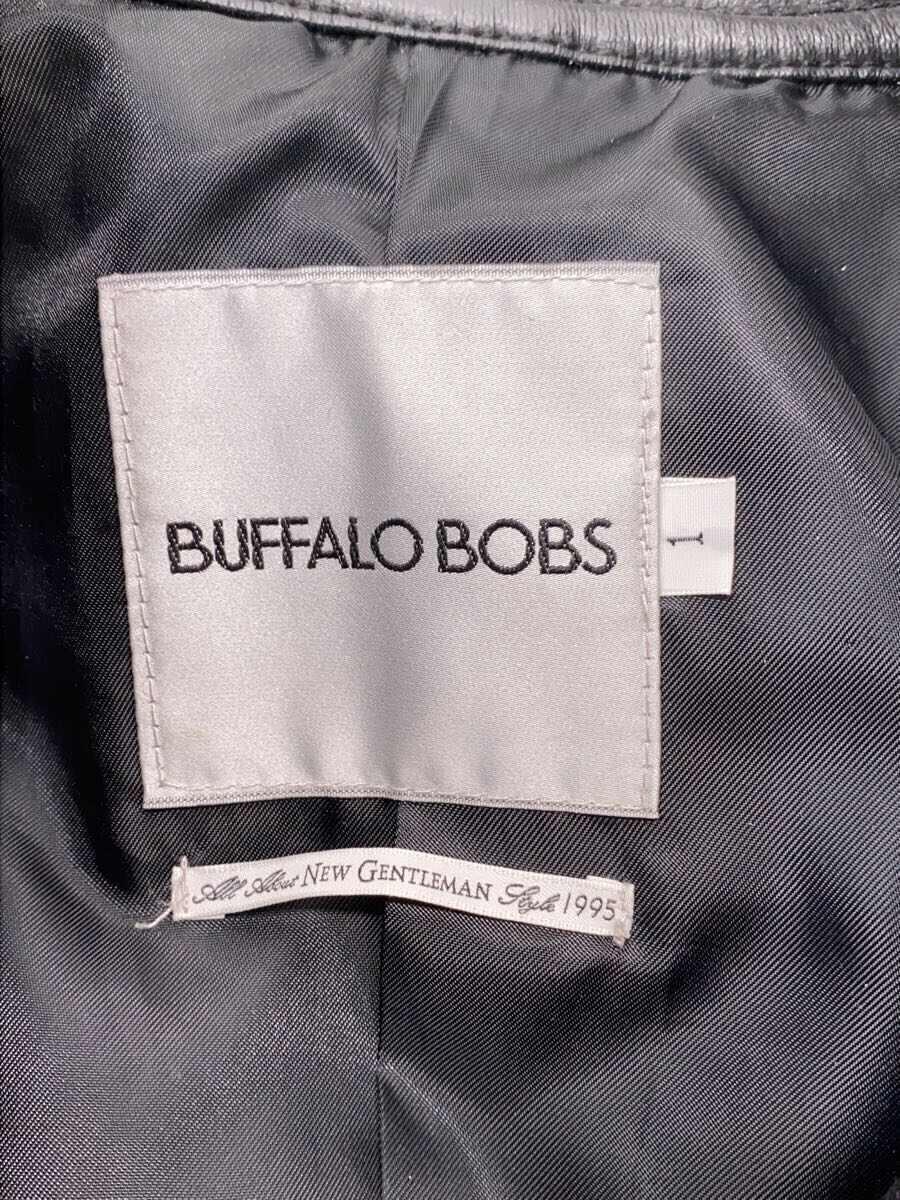 BUFFALO BOBS
1
All About NEW GENTLEMAN Style 1995